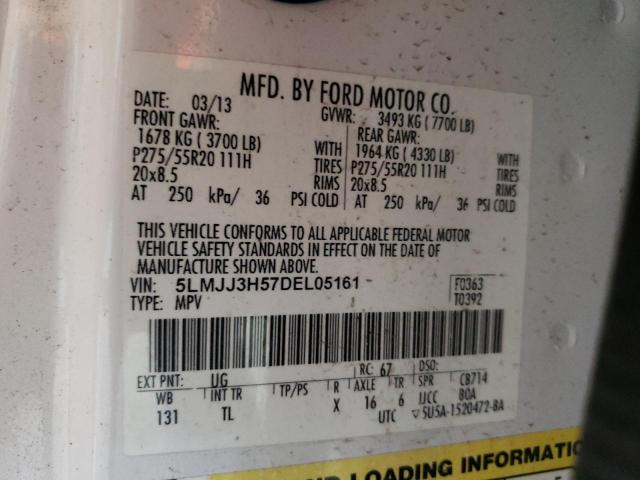 MFD. BY FORD MOTOR CO.
DATE: 03/13 GVWR: 3493 KG (7700 LB)
FRONT GAWR: REAR GAWR:
1678 KG (3700 LB) WITH 1964 KG (4330 LB) WITH
P275/55R20 111H TIRES P275/55R20 111H TIRES
20x8.5 RIMS 20x8.5 RIMS
AT 250 kPa/ 36 PSI COLD AT 250 kPa/ 36 PSI COLD
THIS VEHICLE CONFORMS TO ALL APPLICABLE FEDERAL MOTOR
VEHICLE SAFETY STANDARDS IN EFFECT ON THE DATE OF
MANUFACTURE SHOWN ABOVE.
VIN: 5LMJJ3H57DEL05161 F0363
TYPE: MPV T0392
EXT PNT: UG RC: 67 DSO:
WB INT TR TP/PS R AXLE TR SPR CB714
131 TL X 16 6 JJCC BOA
UTC 5U5A-1520472-BA
LOADING INFORMATION